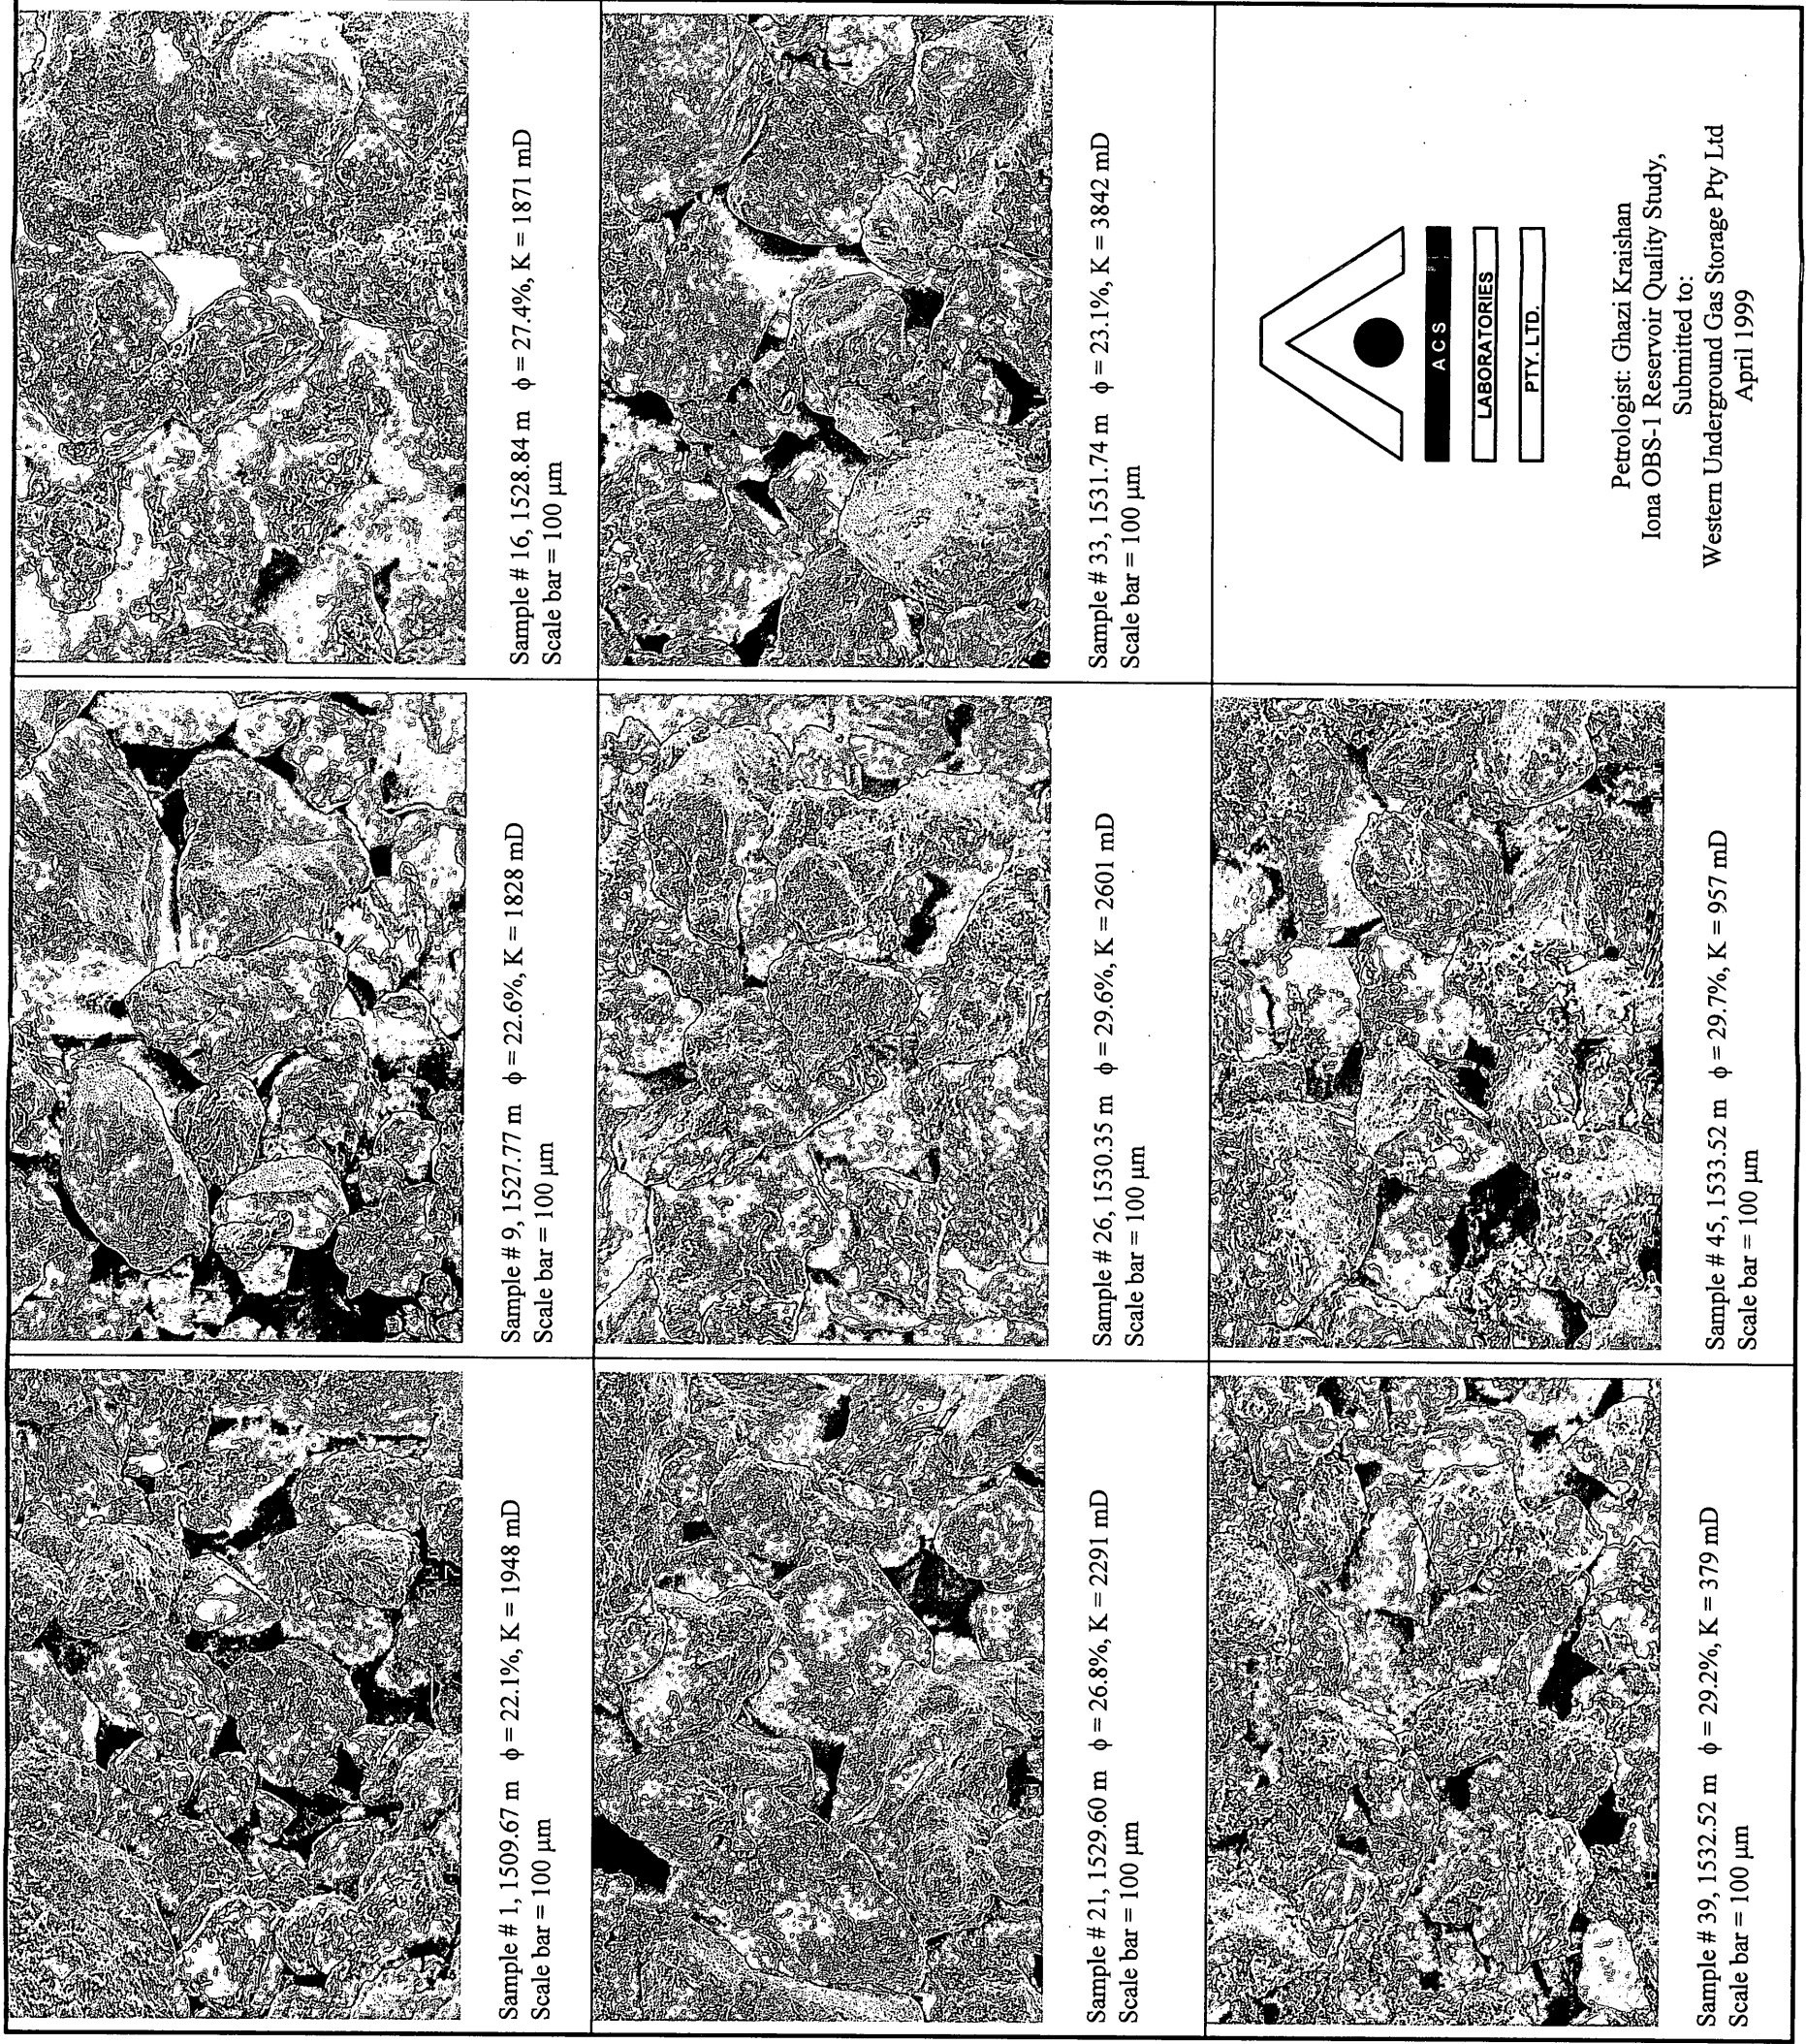 Sample # 1, 1509.67 m ϕ = 22.1%, K = 1948 mD
Scale bar = 100 µm
Sample # 9, 1527.77 m ϕ = 22.6%, K = 1828 mD
Scale bar = 100 µm
Sample # 16, 1528.84 m ϕ = 27.4%, K = 1871 mD
Scale bar = 100 µm
Sample # 21, 1529.60 m ϕ = 26.8%, K = 2291 mD
Scale bar = 100 µm
Sample # 26, 1530.35 m ϕ = 29.6%, K = 2601 mD
Scale bar = 100 µm
Sample # 33, 1531.74 m ϕ = 23.1%, K = 3842 mD
Scale bar = 100 µm
Sample # 39, 1532.52 m ϕ = 29.2%, K = 379 mD
Scale bar = 100 µm
Sample # 45, 1533.52 m ϕ = 29.7%, K = 957 mD
Scale bar = 100 µm
A C S
LABORATORIES
PTY. LTD.
Petrologist: Ghazi Kraishan
Iona OBS-1 Reservoir Quality Study,
Submitted to:
Western Underground Gas Storage Pty Ltd
April 1999